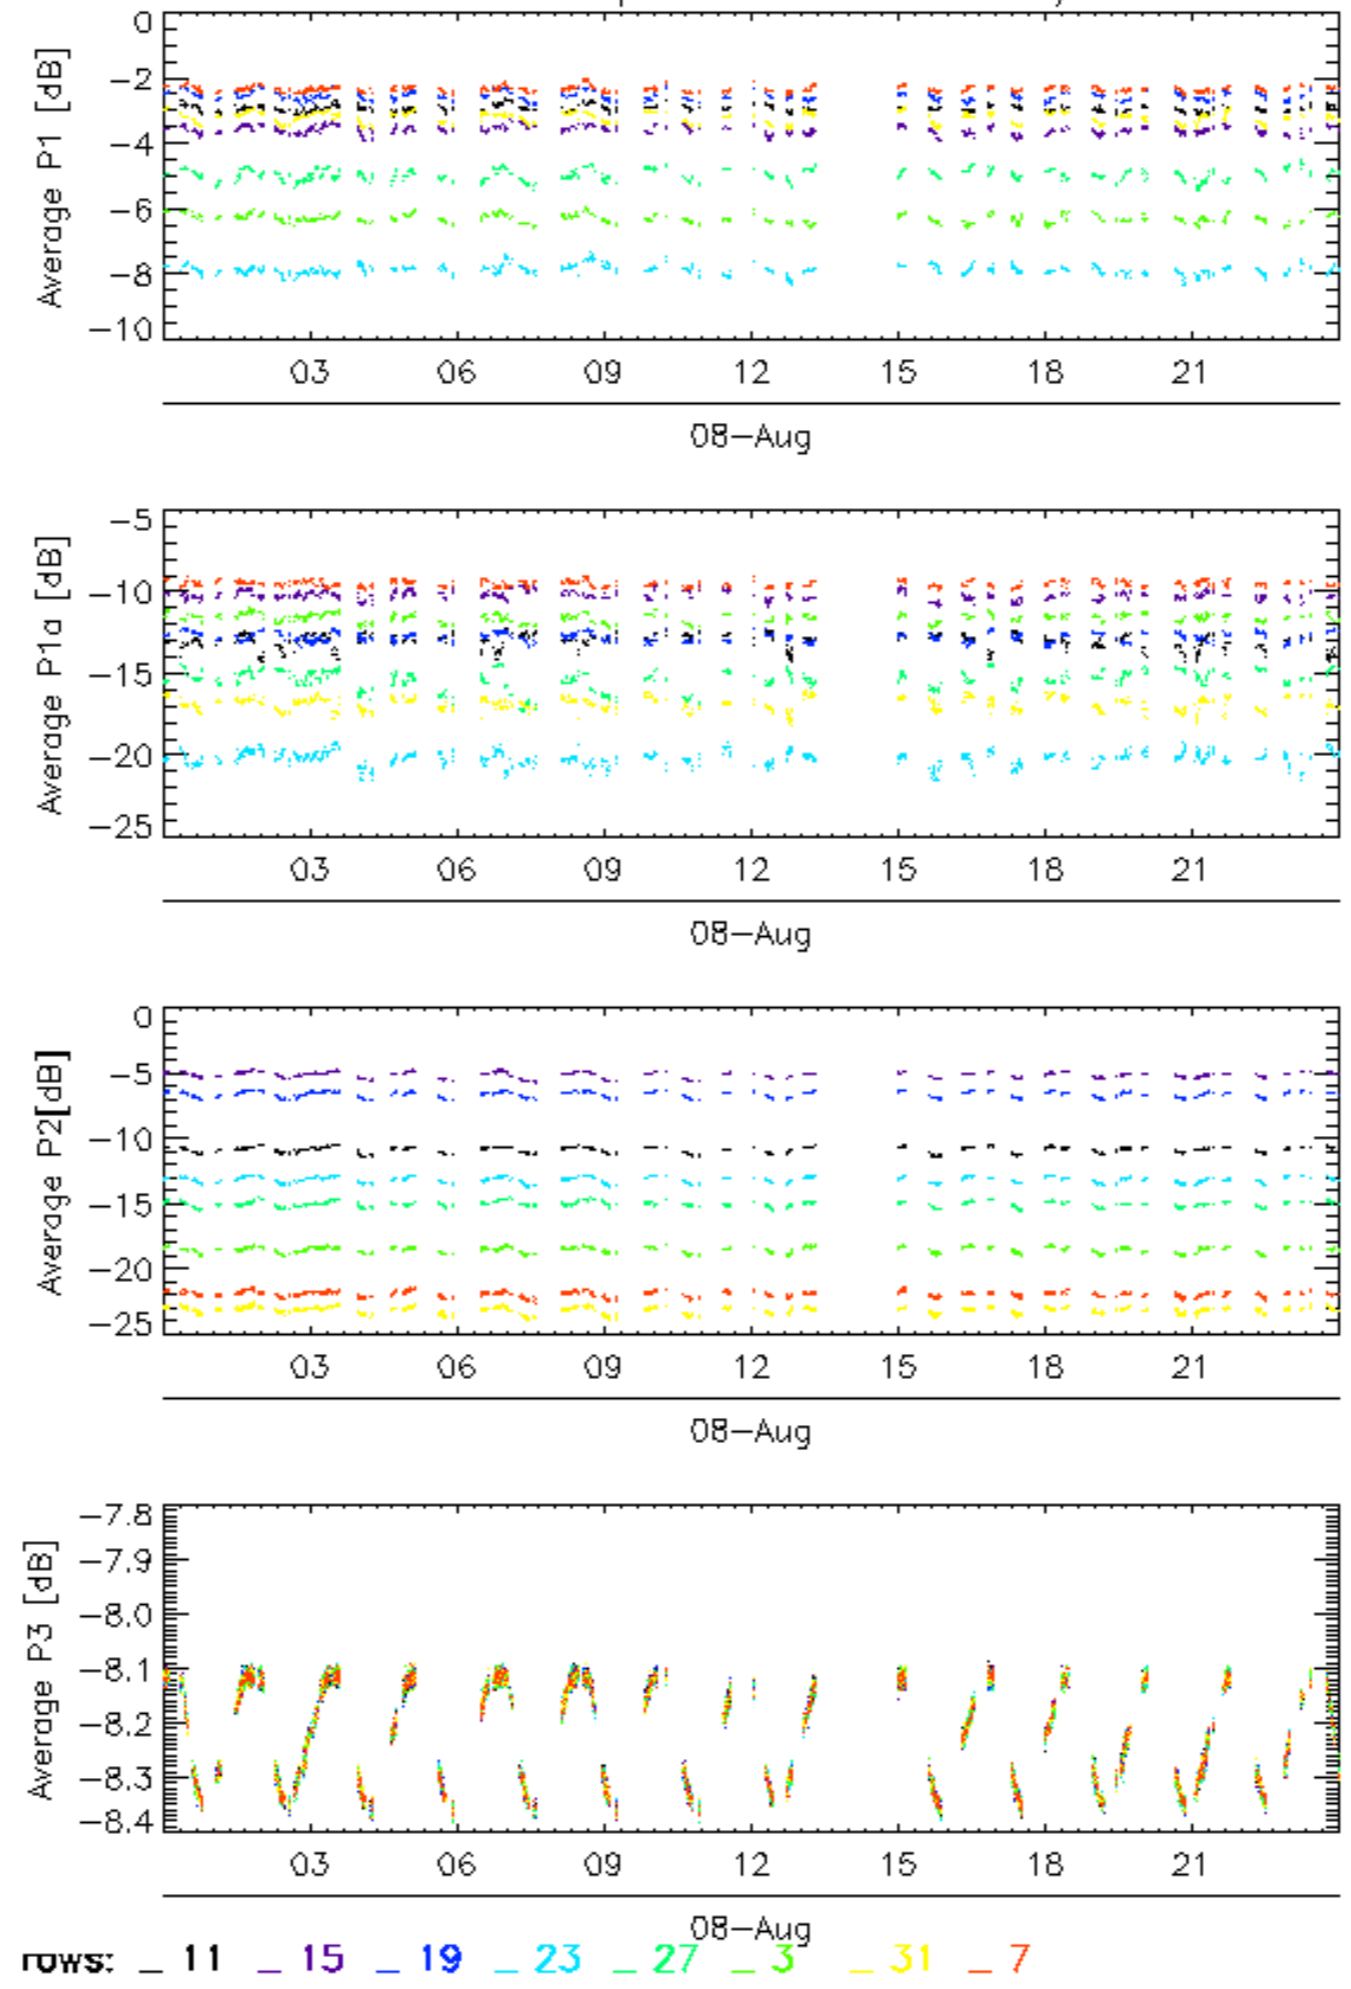 0
−2
−4
−6
−8
−10
Average P1 [dB]
03 06 09 12 15 18 21
08−Aug
−5
−10
−15
−20
−25
Average P1a [dB]
03 06 09 12 15 18 21
08−Aug
0
−5
−10
−15
−20
−25
Average P2[dB]
03 06 09 12 15 18 21
08−Aug
−7.8
−7.9
−8.0
−8.1
−8.2
−8.3
−8.4
Average P3 [dB]
03 06 09 12 15 18 21
08−Aug
rows: _ 11 _ 15 _ 19 _ 23 _ 27 _ 3 _ 31 _ 7